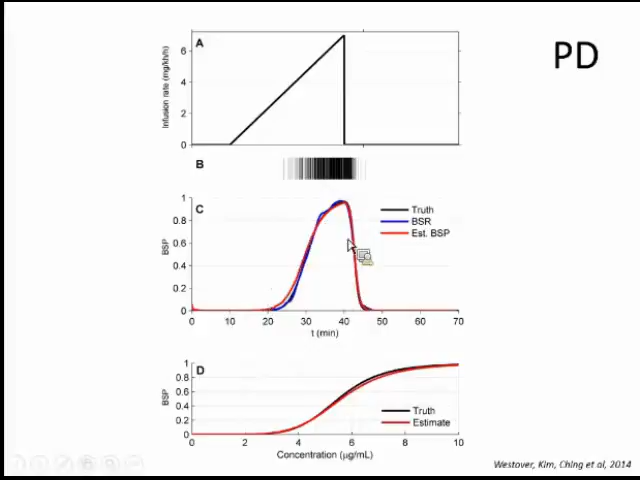 PD
A
Infusion rate (mg/kh/h)
6
4
2
0
B
C
BSP
1
0.8
0.6
0.4
0.2
0
Truth
BSR
Est. BSP
0 10 20 30 40 50 60 70
t (min)
D
BSP
1
0.8
0.6
0.4
0.2
0
Truth
Estimate
0 2 4 6 8 10
Concentration (μg/mL)
Westover, Kim, Ching et al, 2014